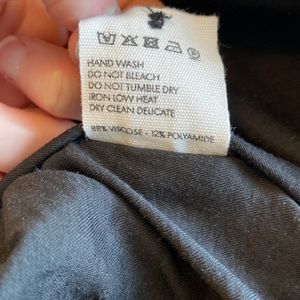 HAND WASH
DO NOT BLEACH
DO NOT TUMBLE DRY
IRON LOW HEAT
DRY CLEAN DELICATE
88% VISCOSE - 12% POLYAMIDE